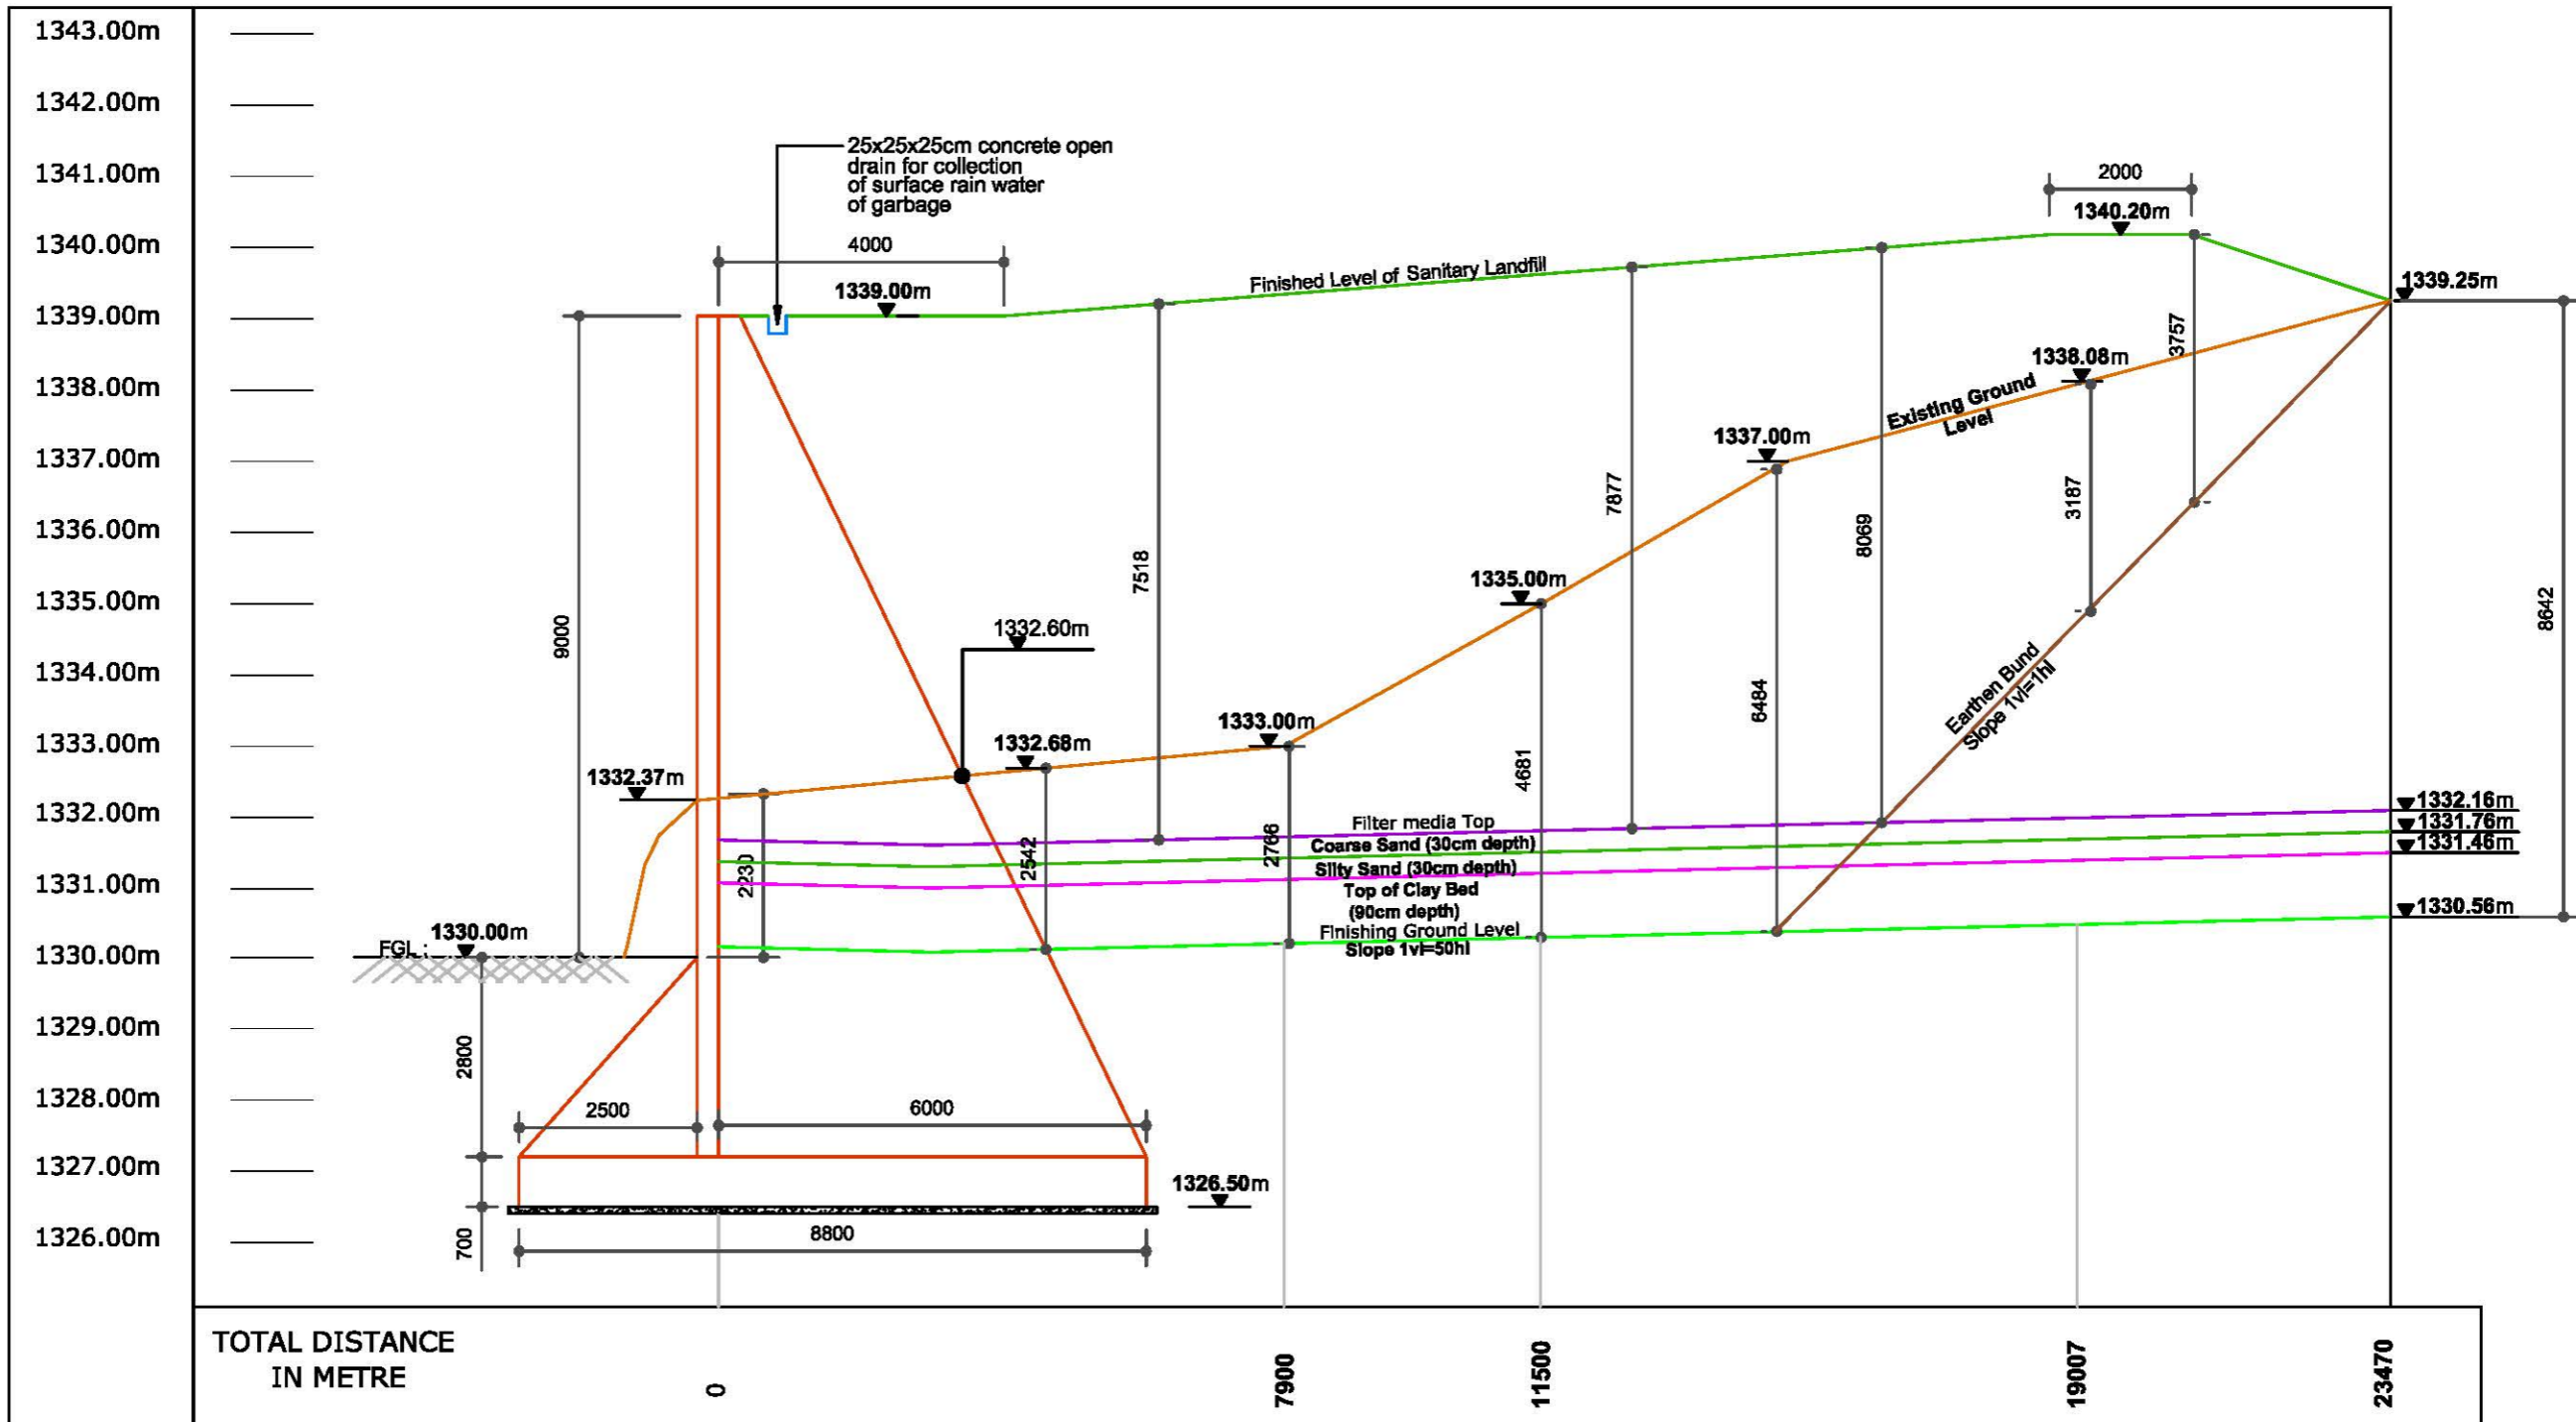 1343.00m
1342.00m
1341.00m
1340.00m
1339.00m
1338.00m
1337.00m
1336.00m
1335.00m
1334.00m
1333.00m
1332.00m
1331.00m
1330.00m
1329.00m
1328.00m
1327.00m
1326.00m
25x25x25cm concrete open
drain for collection
of surface rain water
of garbage
4000
1339.00m
Finished Level of Sanitary Landfill
2000
1340.20m
1339.25m
3757
1338.08m
Existing Ground
Level
1337.00m
3187
7877
8069
7518
9000
1335.00m
1332.60m
8642
6484
Earthen Bund
Slope 1vl=1hl
1333.00m
1332.68m
4681
1332.37m
2230
2542
2766
Filter media Top
Coarse Sand (30cm depth)
Silty Sand (30cm depth)
Top of Clay Bed
(90cm depth)
Finishing Ground Level
Slope 1vl=50hl
1332.16m
1331.76m
1331.46m
1330.56m
FGL :
1330.00m
2800
2500
6000
1326.50m
700
8800
TOTAL DISTANCE
IN METRE
0
7900
11500
19007
23470